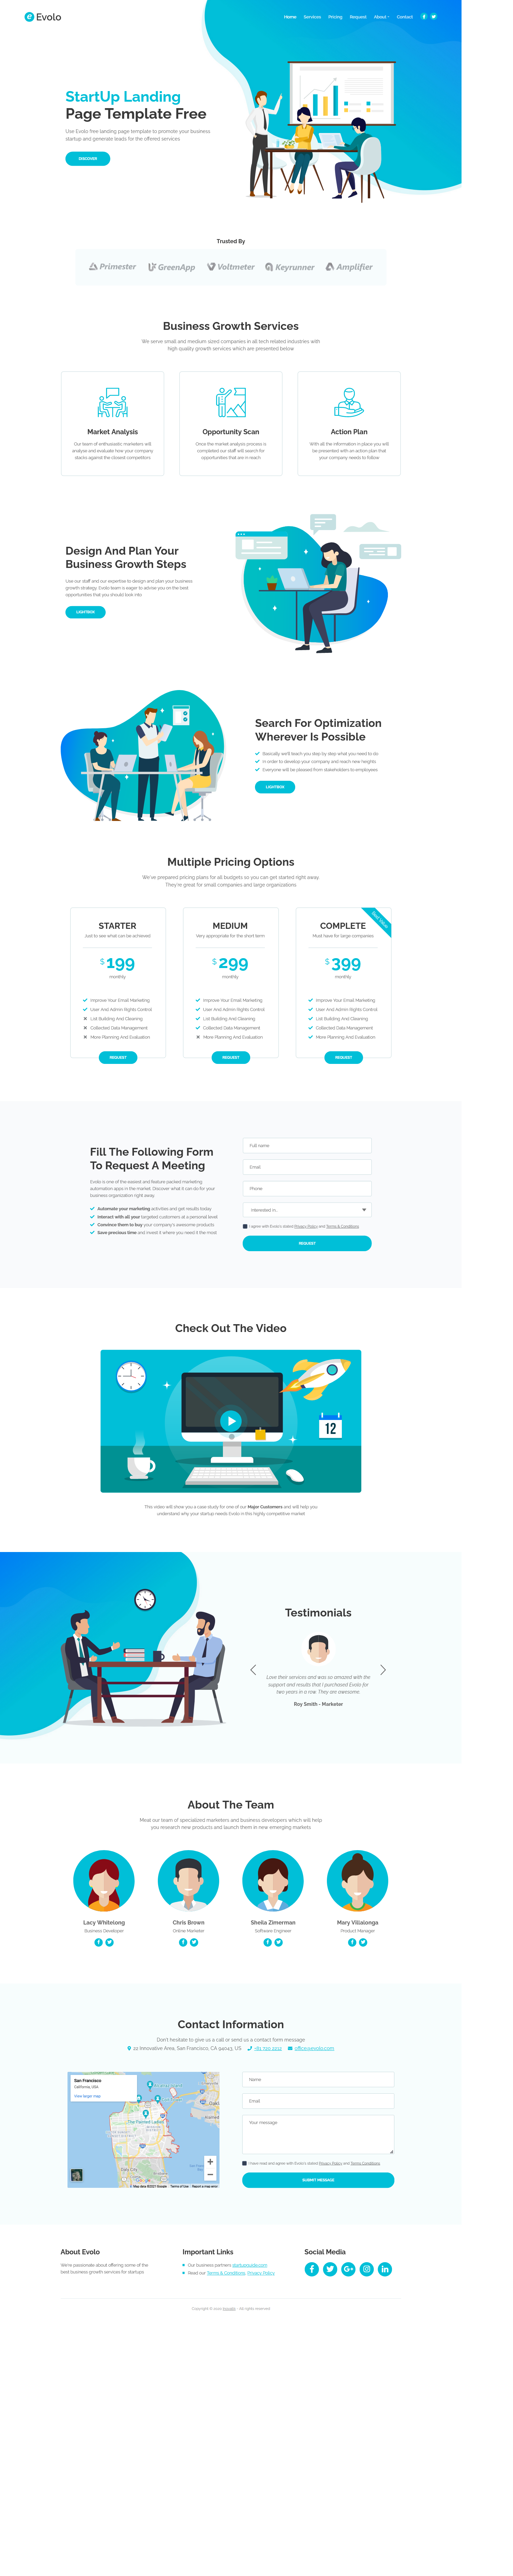 Evolo
Home Services Pricing Request About Contact
StartUp Landing
Page Template Free
Use Evolo free landing page template to promote your business
startup and generate leads for the offered services
DISCOVER
Trusted By
Primester GreenApp Voltmeter Keyrunner Amplifier
Business Growth Services
We serve small and medium sized companies in all tech related industries with
high quality growth services which are presented below
Market Analysis
Our team of enthusiastic marketers will
analyse and evaluate how your company
stacks against the closest competitors
Opportunity Scan
Once the market analysis process is
completed our staff will search for
opportunities that are in reach
Action Plan
With all the information in place you will
be presented with an action plan that
your company needs to follow
Design And Plan Your
Business Growth Steps
Use our staff and our expertise to design and plan your business
growth strategy. Evolo team is eager to advise you on the best
opportunities that you should look into
LIGHTBOX
Search For Optimization
Wherever Is Possible
Basically we'll teach you step by step what you need to do
In order to develop your company and reach new heights
Everyone will be pleased from stakeholders to employees
LIGHTBOX
Multiple Pricing Options
We've prepared pricing plans for all budgets so you can get started right away.
They're great for small companies and large organizations
STARTER
Just to see what can be achieved
$199
monthly
Improve Your Email Marketing
User And Admin Rights Control
List Building And Cleaning
Collected Data Management
More Planning And Evaluation
REQUEST
MEDIUM
Very appropriate for the short term
$299
monthly
Improve Your Email Marketing
User And Admin Rights Control
List Building And Cleaning
Collected Data Management
More Planning And Evaluation
REQUEST
Best Value
COMPLETE
Must have for large companies
$399
monthly
Improve Your Email Marketing
User And Admin Rights Control
List Building And Cleaning
Collected Data Management
More Planning And Evaluation
REQUEST
Fill The Following Form
To Request A Meeting
Evolo is one of the easiest and feature packed marketing
automation apps in the market. Discover what it can do for your
business organisation right away.
Automate your marketing activities and get results today
Interact with all your targeted customers at a personal level
Convince them to buy your company's awesome products
Save precious time and invest it where you need it the most
Full name
Email
Phone
Interested in...
I agree with Evolo's stated Privacy Policy and Terms & Conditions
REQUEST
Check Out The Video
12
This video will show you a case study for one of our Major Customers and will help you
understand why your startup needs Evolo in this highly competitive market
Testimonials
Love their services and was so amazed with the
support and results that I purchased Evolo for
two years in a row. They are awesome.
Roy Smith - Marketer
About The Team
Meat our team of specialized marketers and business developers which will help
you research new products and launch them in new emerging markets
Lacy Whitelong
Business Developer
Chris Brown
Online Marketer
Sheila Zimerman
Software Engineer
Mary Villalonga
Product Manager
Contact Information
Don't hesitate to give us a call or send us a contact form message
22 Innovative Area, San Francisco, CA 94043, US +81 720 2212 office@evolo.com
San Francisco
California, USA
View larger map
Daly City
Map data ©2021 Terms of Use Report a map error
Name
Email
Your message
I have read and agree with Evolo's stated Privacy Policy and Terms Conditions
SUBMIT MESSAGE
About Evolo
We're passionate about offering some of the
best business growth services for startups
Important Links
Our business partners startupguide.com
Read our Terms & Conditions, Privacy Policy
Social Media
G+
in
Copyright © 2020 Inovatik - All rights reserved